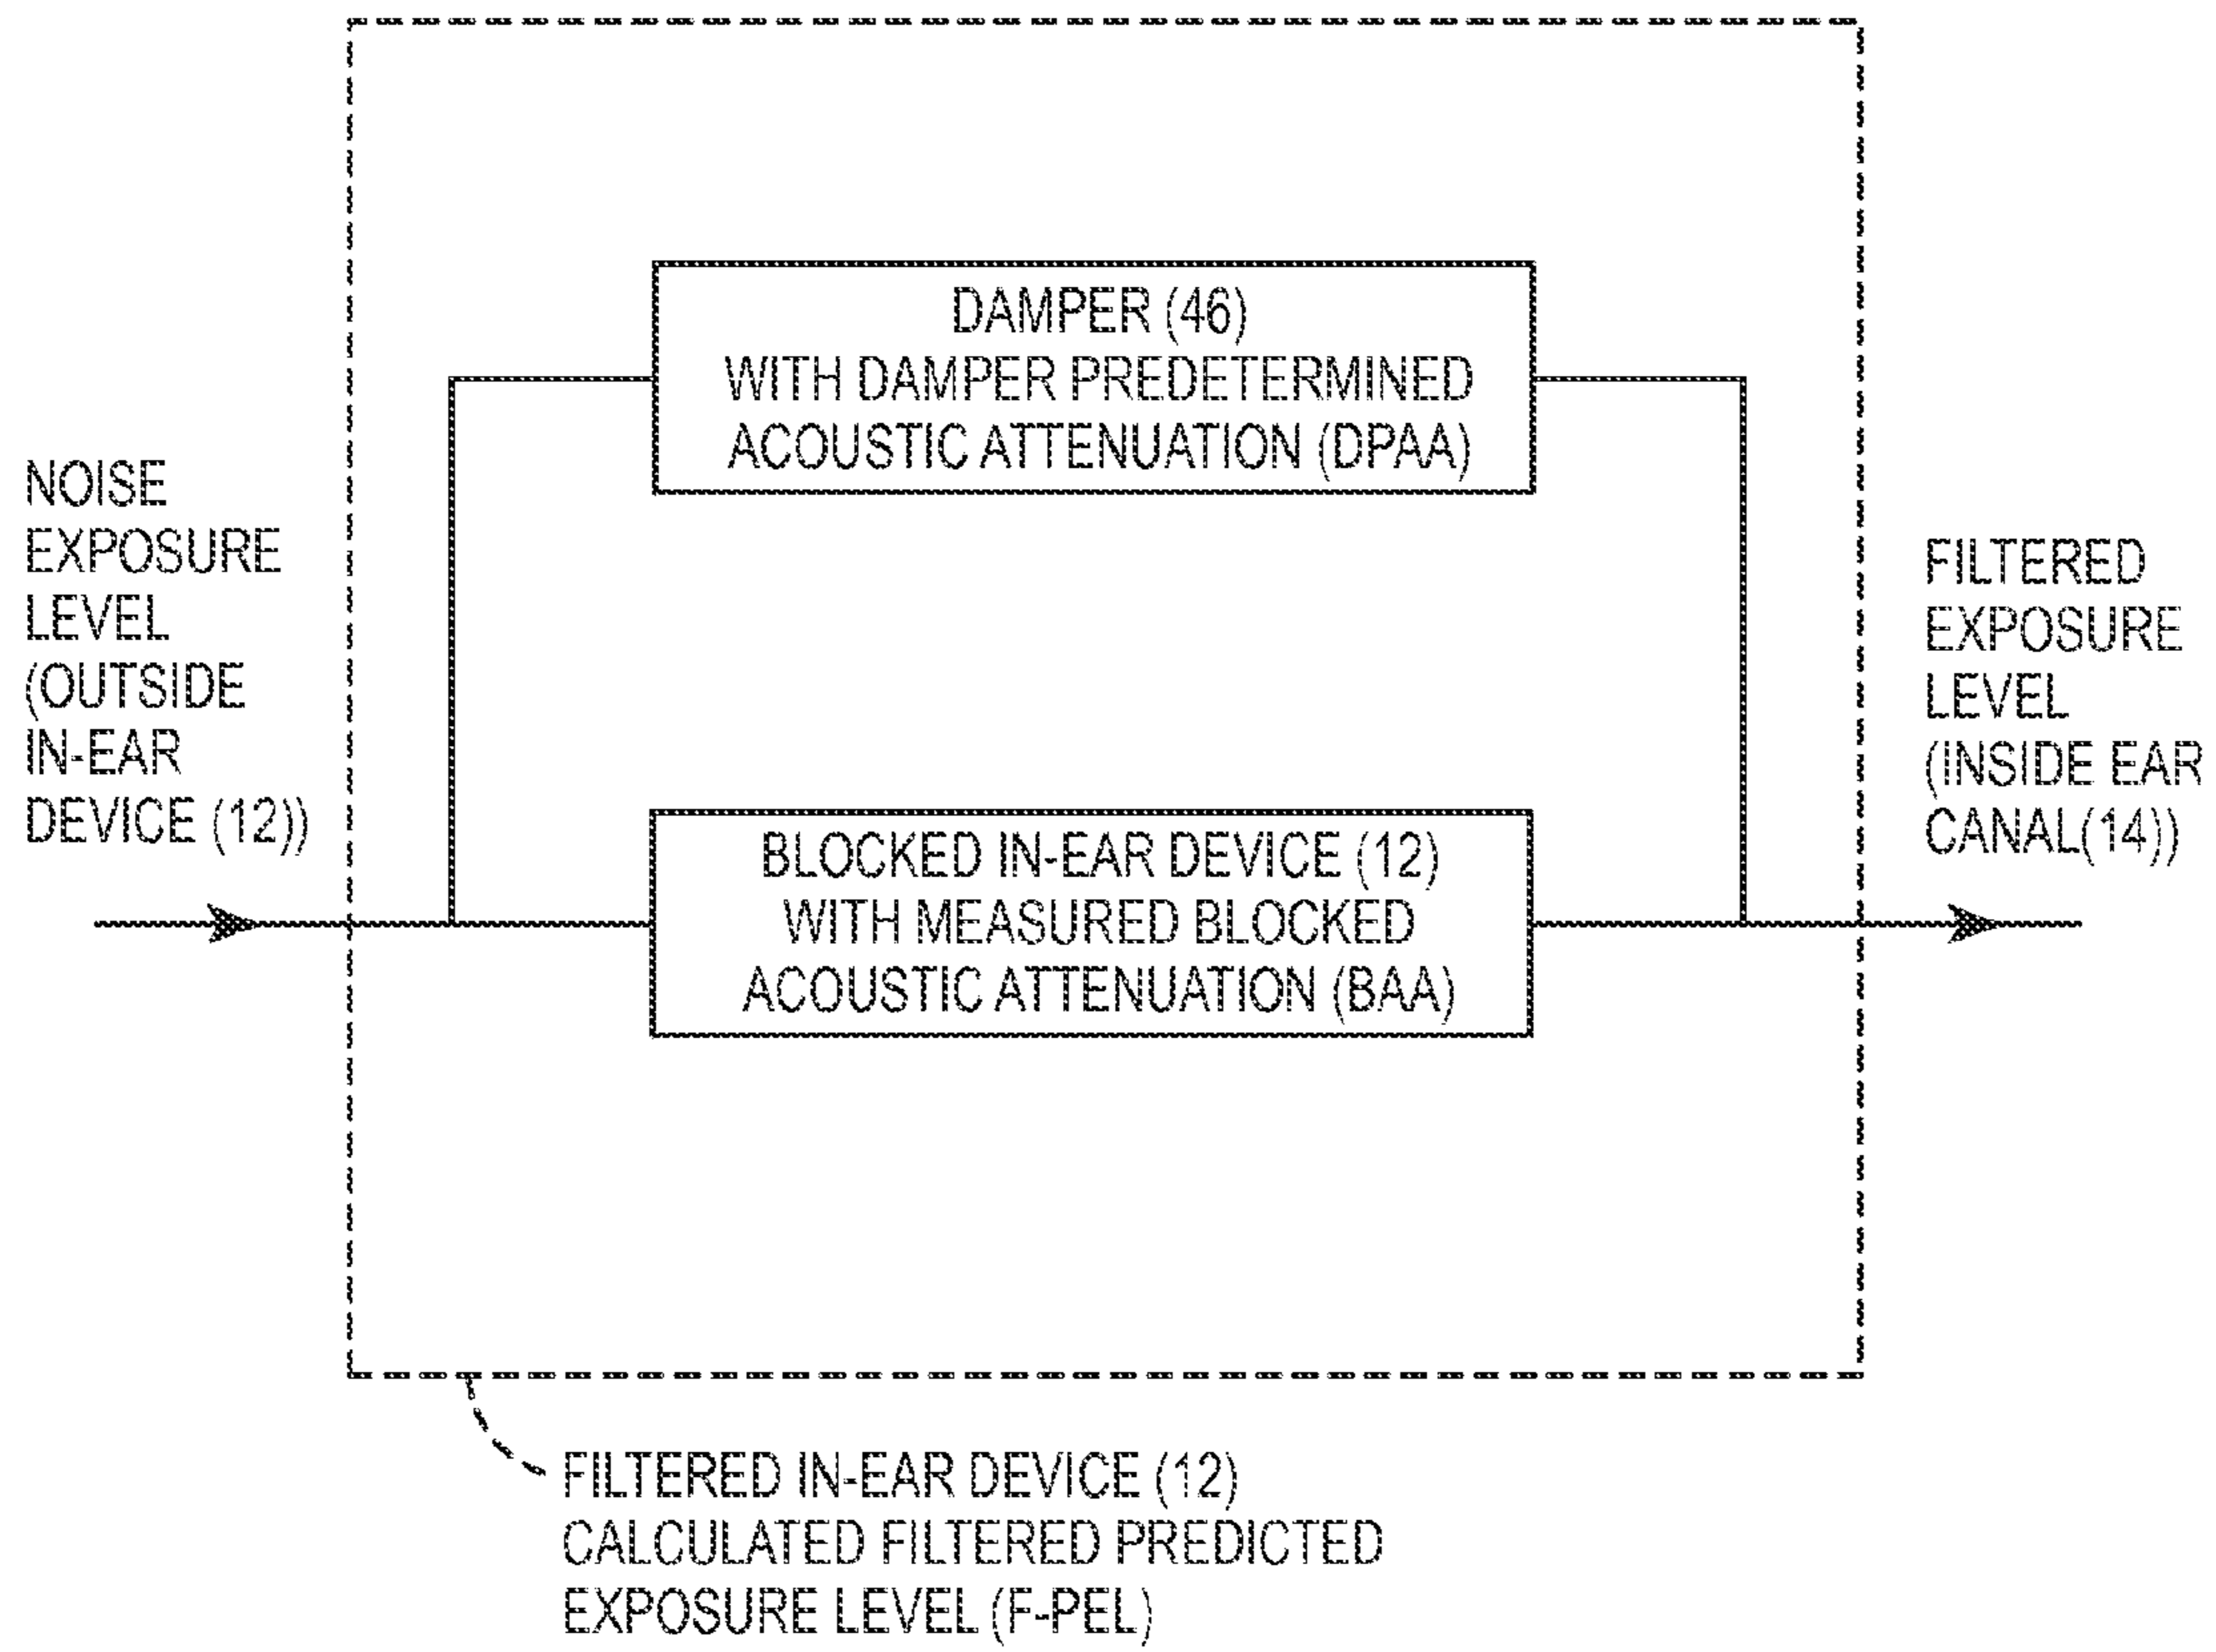 DAMPER (46)
WITH DAMPER PREDETERMINED
ACOUSTIC ATTENUATION (DPAA)
NOISE
EXPOSURE
LEVEL
(OUTSIDE
IN-EAR
DEVICE (12))
FILTERED
EXPOSURE
LEVEL
(INSIDE EAR
CANAL(14))
BLOCKED IN-EAR DEVICE (12)
WITH MEASURED BLOCKED
ACOUSTIC ATTENUATION (BAA)
FILTERED IN-EAR DEVICE (12)
CALCULATED FILTERED PREDICTED
EXPOSURE LEVEL (F-PEL)